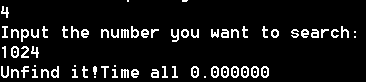 4
Input the number you want to search:
1024
Unfind it!Time all 0.000000